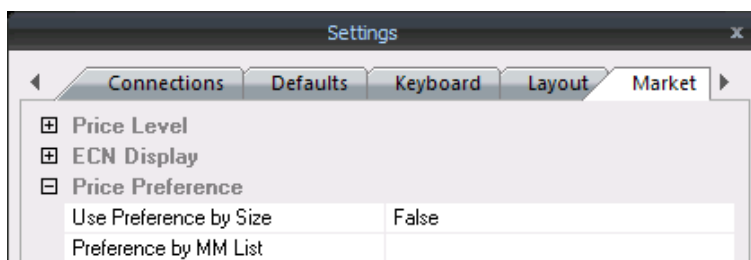 Settings
x
Connections Defaults Keyboard Layout Market
Price Level
ECN Display
Price Preference
Use Preference by Size False
Preference by MM List